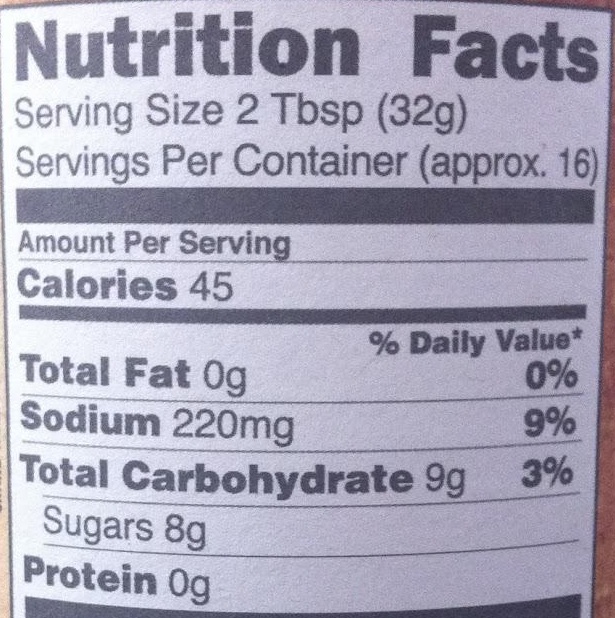 Nutrition Facts
Serving Size 2 Tbsp (32g)
Servings Per Container (approx. 16)
Amount Per Serving
Calories 45
% Daily Value*
Total Fat 0g 0%
Sodium 220mg 9%
Total Carbohydrate 9g 3%
Sugars 8g
Protein 0g